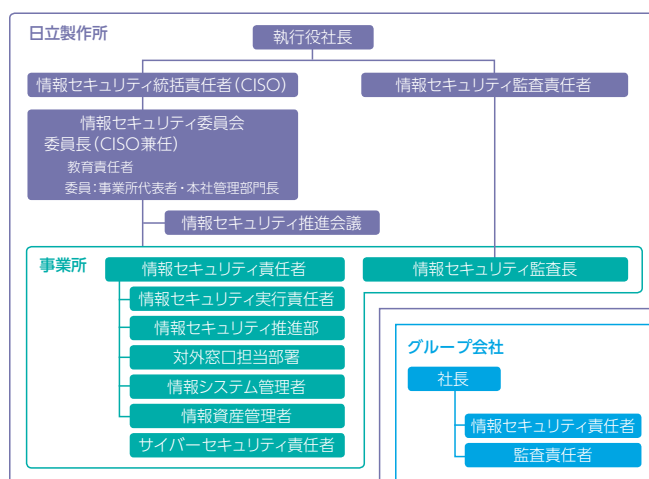 日立製作所
執行役社長
情報セキュリティ統括責任者(CISO)
情報セキュリティ監査責任者
情報セキュリティ委員会
委員長(CISO兼任)
教育責任者
委員:事業所代表者・本社管理部門長
情報セキュリティ推進会議
事業所
情報セキュリティ責任者
情報セキュリティ監査長
情報セキュリティ実行責任者
情報セキュリティ推進部
対外窓口担当部署
情報システム管理者
情報資産管理者
サイバーセキュリティ責任者
グループ会社
社長
情報セキュリティ責任者
監査責任者